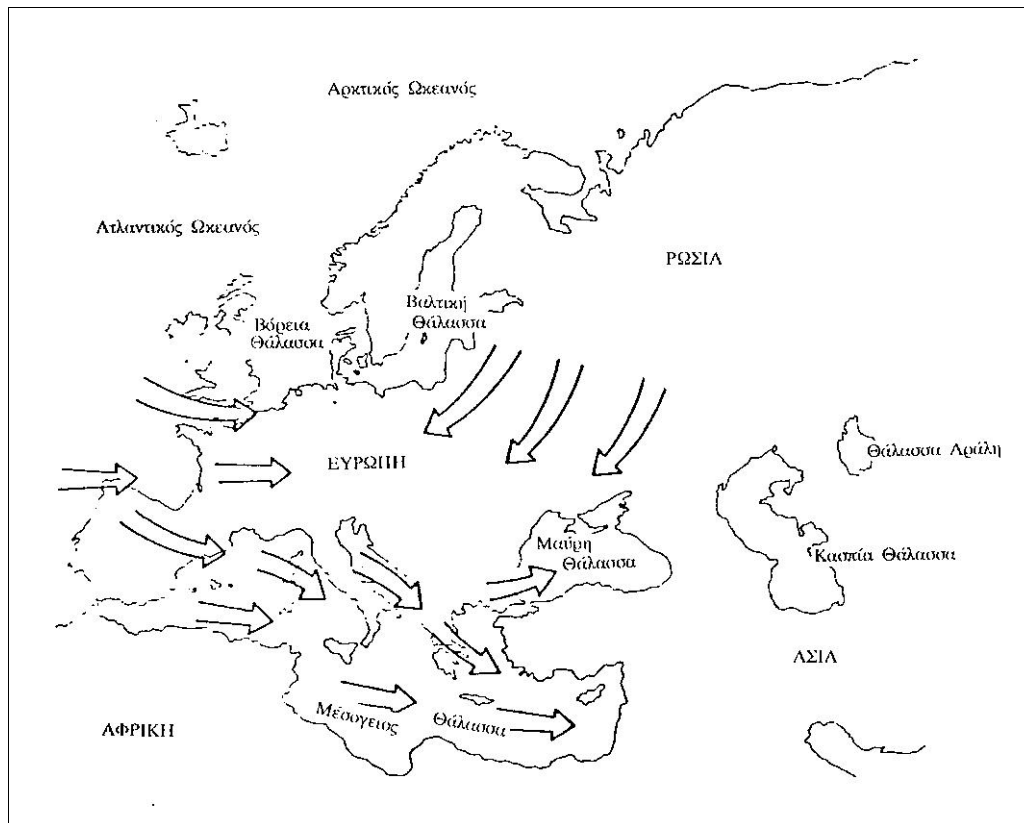 Αρκτικός Ωκεανός
Ατλαντικός Ωκεανός
ΡΩΣΙΑ
Βαλτική
Θάλασσα
Βόρεια
Θάλασσα
ΕΥΡΩΠΗ
Θάλασσα Αράλη
Μαύρη
Θάλασσα
Κασπία Θάλασσα
ΑΣΙΑ
Μέσογειος Θάλασσα
ΑΦΡΙΚΗ